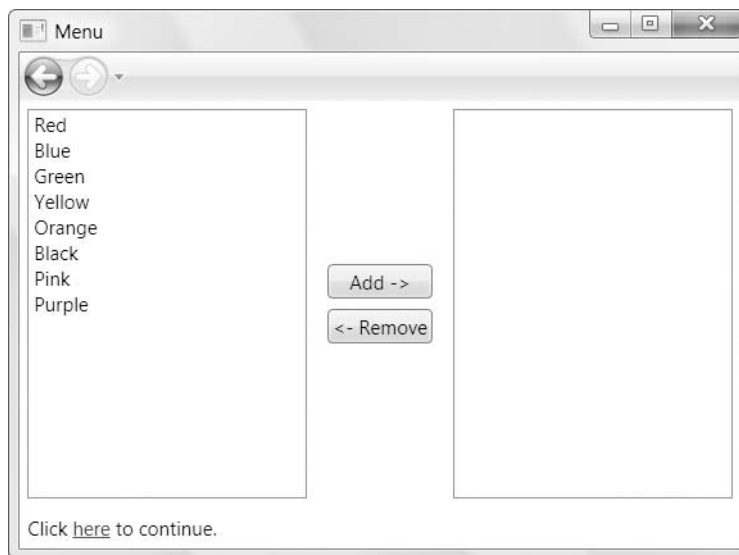 Menu
Red
Blue
Green
Yellow
Orange
Black
Pink
Purple
Add ->
<- Remove
Click here to continue.